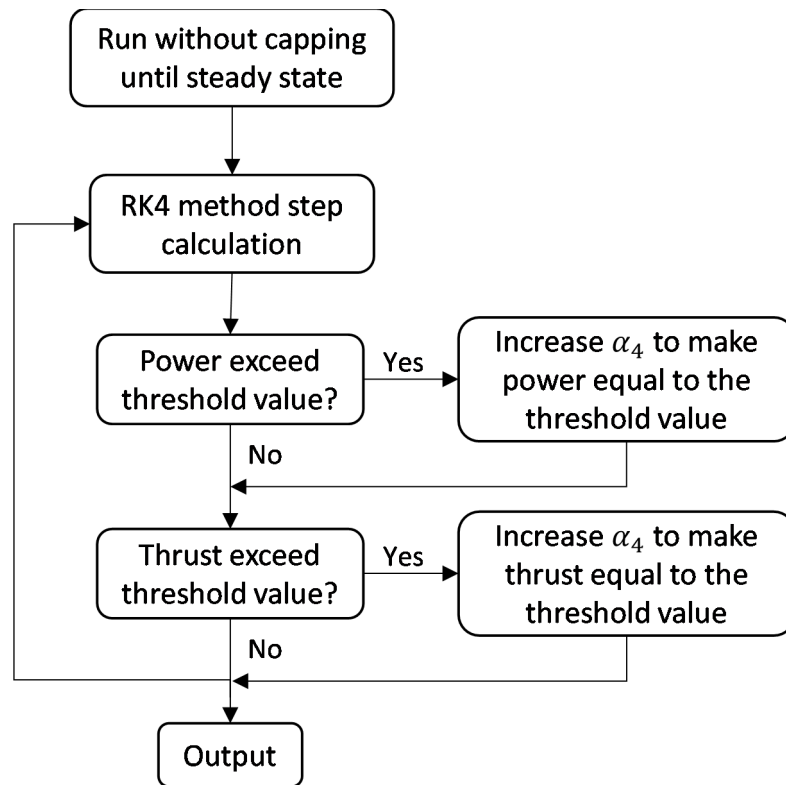 Run without capping
until steady state
RK4 method step
calculation
Power exceed
threshold value?
Yes
Increase α₄ to make
power equal to the
threshold value
No
Thrust exceed
threshold value?
Yes
Increase α₄ to make
thrust equal to the
threshold value
No
Output